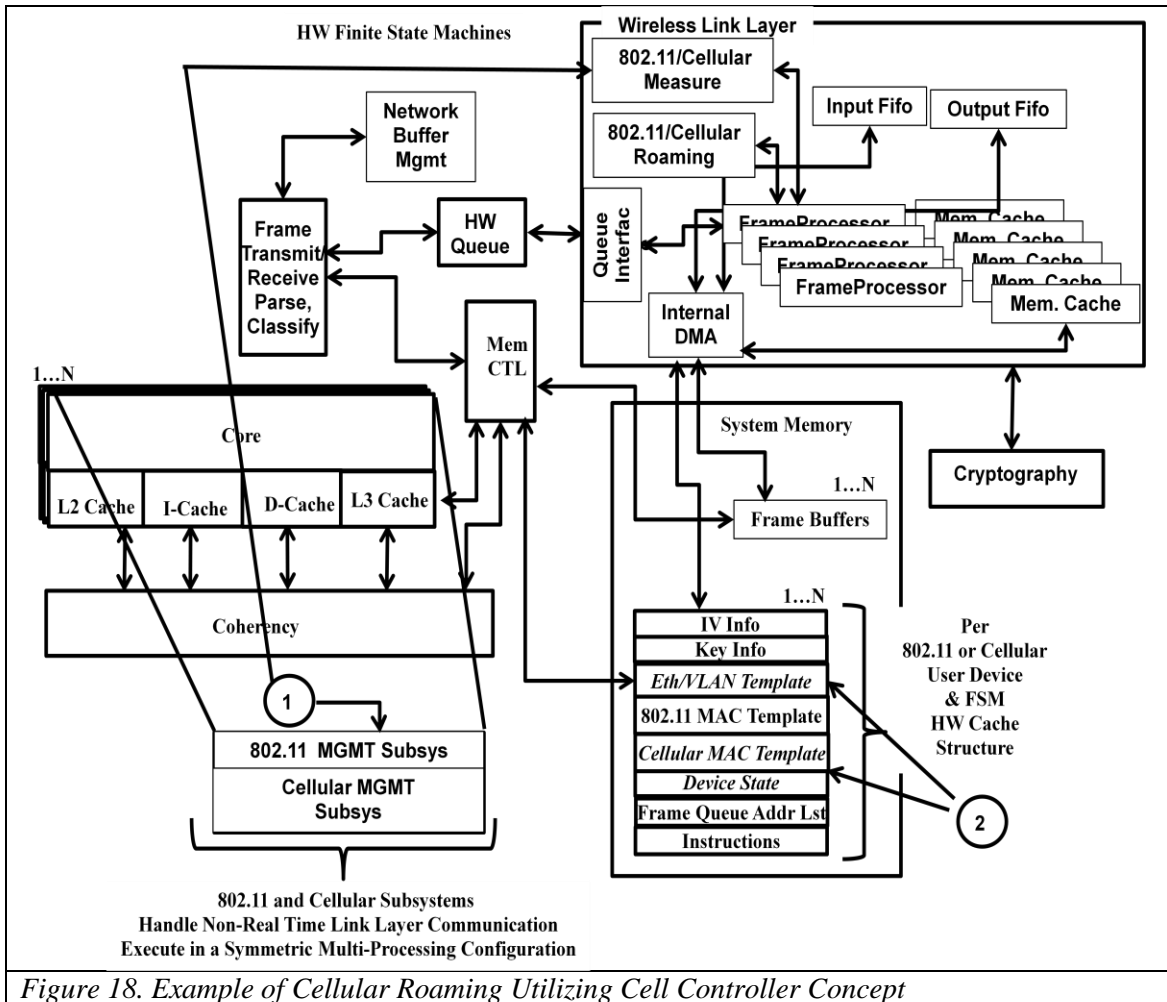 HW Finite State Machines
Wireless Link Layer
802.11/Cellular
Measure
Input Fifo
Output Fifo
Network
Buffer
Mgmt
802.11/Cellular
Roaming
Frame
Transmit/
Receive
Parse,
Classify
HW
Queue
Queue
Interfac
FrameProcessor
FrameProcessor
FrameProcessor
FrameProcessor
FrameProcessor
Mem. Cache
Mem. Cache
Mem. Cache
Mem. Cache
Mem. Cache
Internal
DMA
Mem
CTL
1…N
Core
L2 Cache
I-Cache
D-Cache
L3 Cache
Coherency
System Memory
1…N
Frame Buffers
Cryptography
1…N
IV Info
Key Info
Eth/VLAN Template
802.11 MAC Template
Cellular MAC Template
Device State
Frame Queue Addr Lst
Instructions
Per
802.11 or Cellular
User Device
& FSM
HW Cache
Structure
1
2
802.11 MGMT Subsys
Cellular MGMT
Subsys
802.11 and Cellular Subsystems
Handle Non-Real Time Link Layer Communication
Execute in a Symmetric Multi-Processing Configuration
Figure 18. Example of Cellular Roaming Utilizing Cell Controller Concept